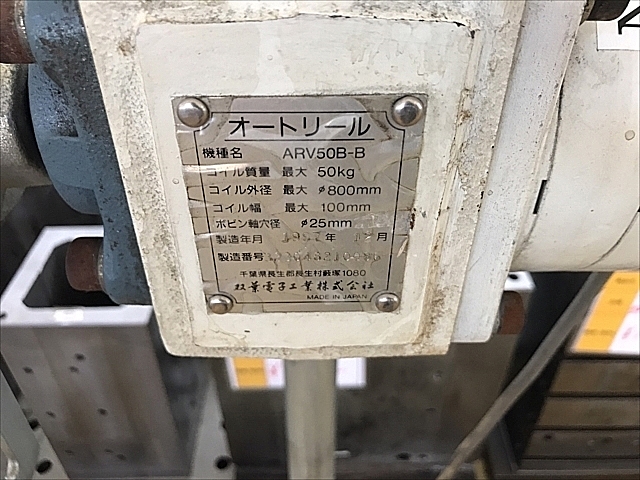 オートリール
機種名 ARV50B-B
コイル質量 最大 50kg
コイル外径 最大 φ800mm
コイル幅 最大 100mm
ボビン軸穴径 φ25mm
製造年月 年 月
製造番号
千葉県長生郡長生村藪塚1080
双葉電子工業株式会社
MADE IN JAPAN